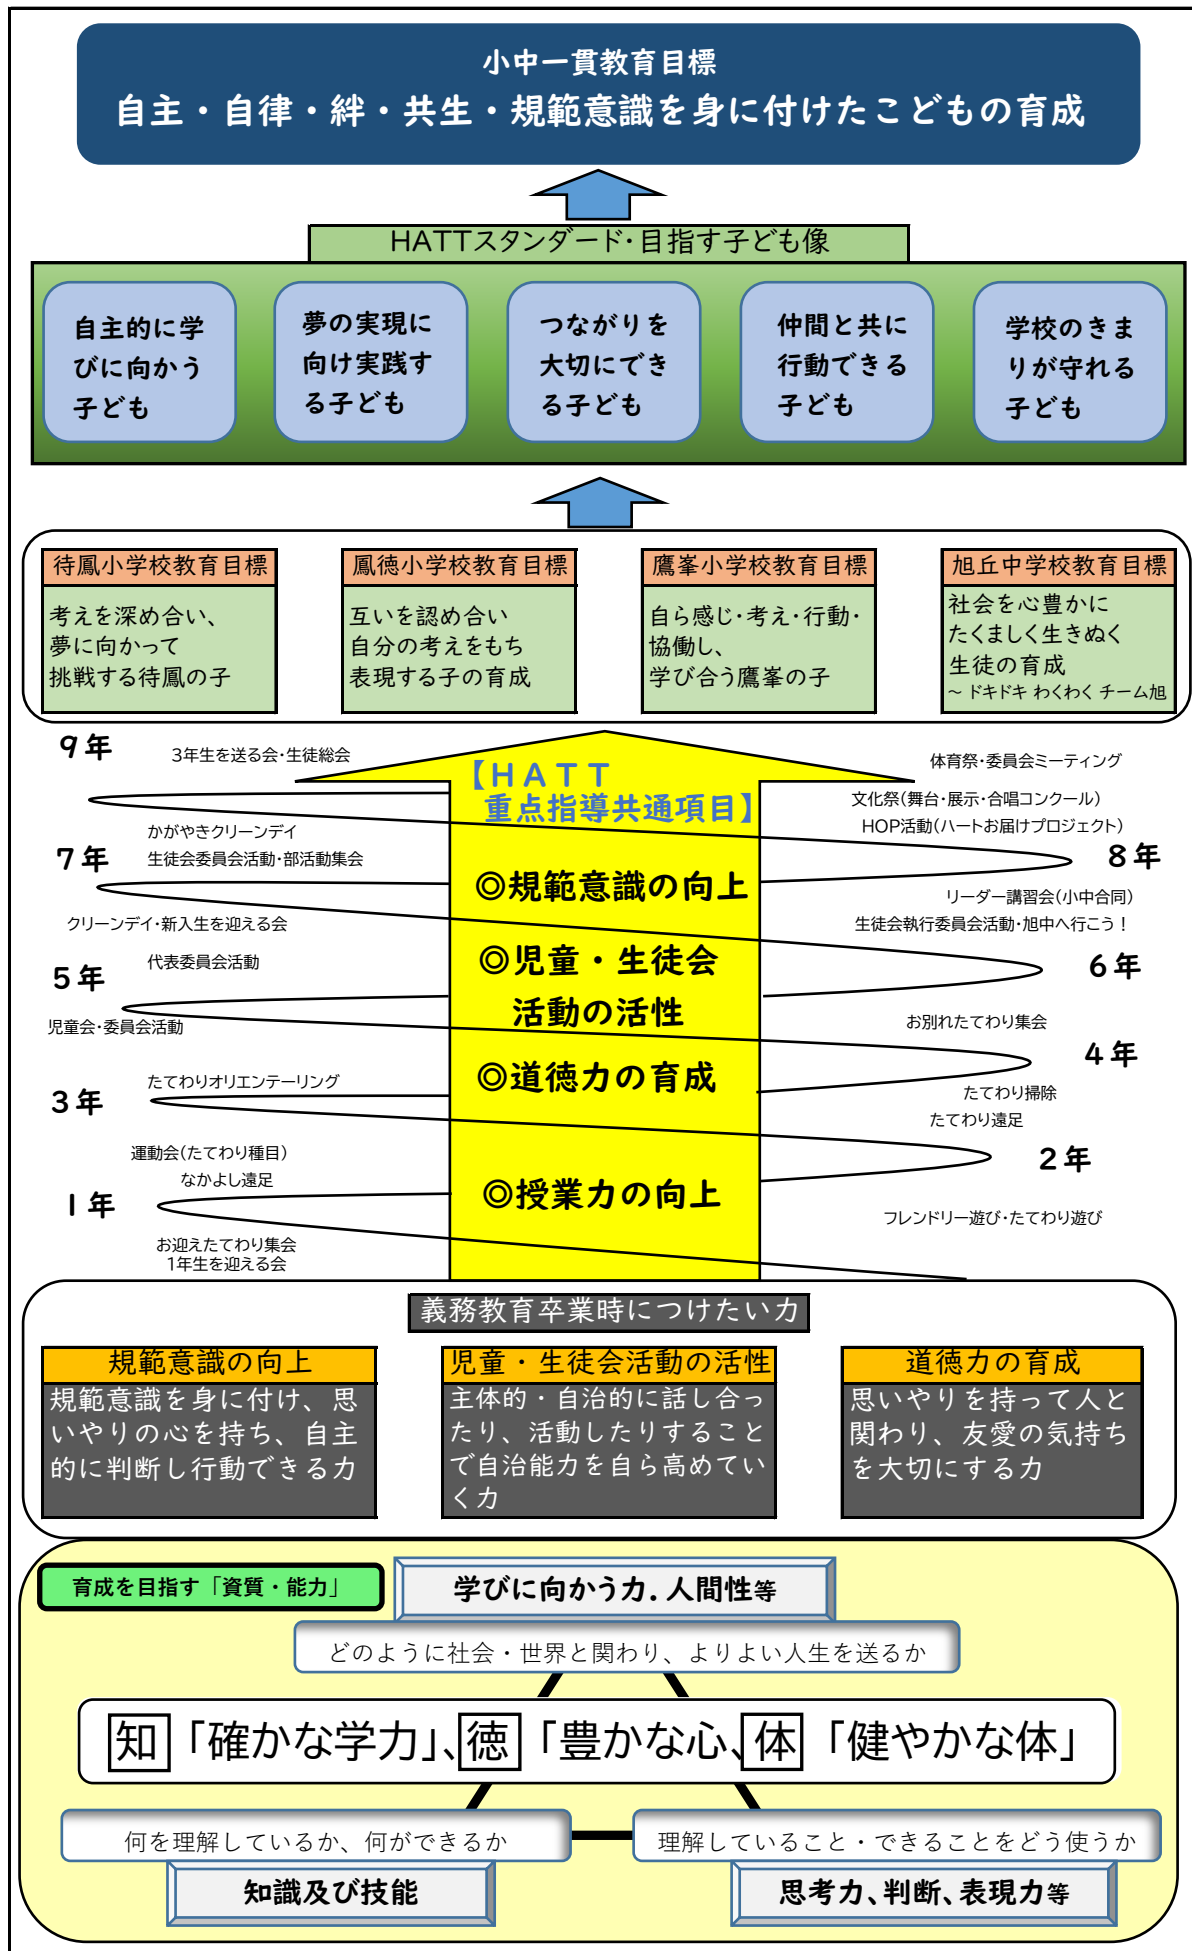 小中一貫教育目標
自主・自律・絆・共生・規範意識を身に付けたこどもの育成
HATTスタンダード・目指す子ども像
自主的に学
びに向かう
子ども
夢の実現に
向け実践す
る子ども
つながりを
大切にでき
る子ども
仲間と共に
行動できる
子ども
学校のきま
りが守れる
子ども
待鳳小学校教育目標
考えを深め合い、
夢に向かって
挑戦する待鳳の子
鳳徳小学校教育目標
互いを認め合い
自分の考えをもち
表現する子の育成
鷹峯小学校教育目標
自ら感じ・考え・行動・
協働し、
学び合う鷹峯の子
旭丘中学校教育目標
社会を心豊かに
たくましく生きぬく
生徒の育成
～ドキドキ わくわく チーム旭
9年
3年生を送る会・生徒総会
【HATT
重点指導共通項目】
体育祭・委員会ミーティング
文化祭(舞台・展示・合唱コンクール)
HOP活動(ハートお届けプロジェクト)
かがやきクリーンデイ
7年
生徒会委員会活動・部活動集会
8年
◎規範意識の向上
リーダー講習会(小中合同)
クリーンデイ・新入生を迎える会
生徒会執行委員会活動・旭中へ行こう！
代表委員会活動
5年
◎児童・生徒会
活動の活性
6年
児童会・委員会活動
お別れたてわり集会
4年
たてわりオリエンテーリング
3年
◎道徳力の育成
たてわり掃除
たてわり遠足
運動会(たてわり種目)
なかよし遠足
2年
1年
◎授業力の向上
フレンドリー遊び・たてわり遊び
お迎えたてわり集会
1年生を迎える会
義務教育卒業時につけたい力
規範意識の向上
規範意識を身に付け、思
いやりの心を持ち、自主
的に判断し行動できる力
児童・生徒会活動の活性
主体的・自治的に話し合っ
たり、活動したりすること
で自治能力を自ら高めてい
く力
道徳力の育成
思いやりを持って人と
関わり、友愛の気持ち
を大切にする力
育成を目指す「資質・能力」
学びに向かう力．人間性等
どのように社会・世界と関わり、よりよい人生を送るか
知「確かな学力」、徳「豊かな心、体「健やかな体」
何を理解しているか、何ができるか
知識及び技能
理解していること・できることをどう使うか
思考力、判断、表現力等